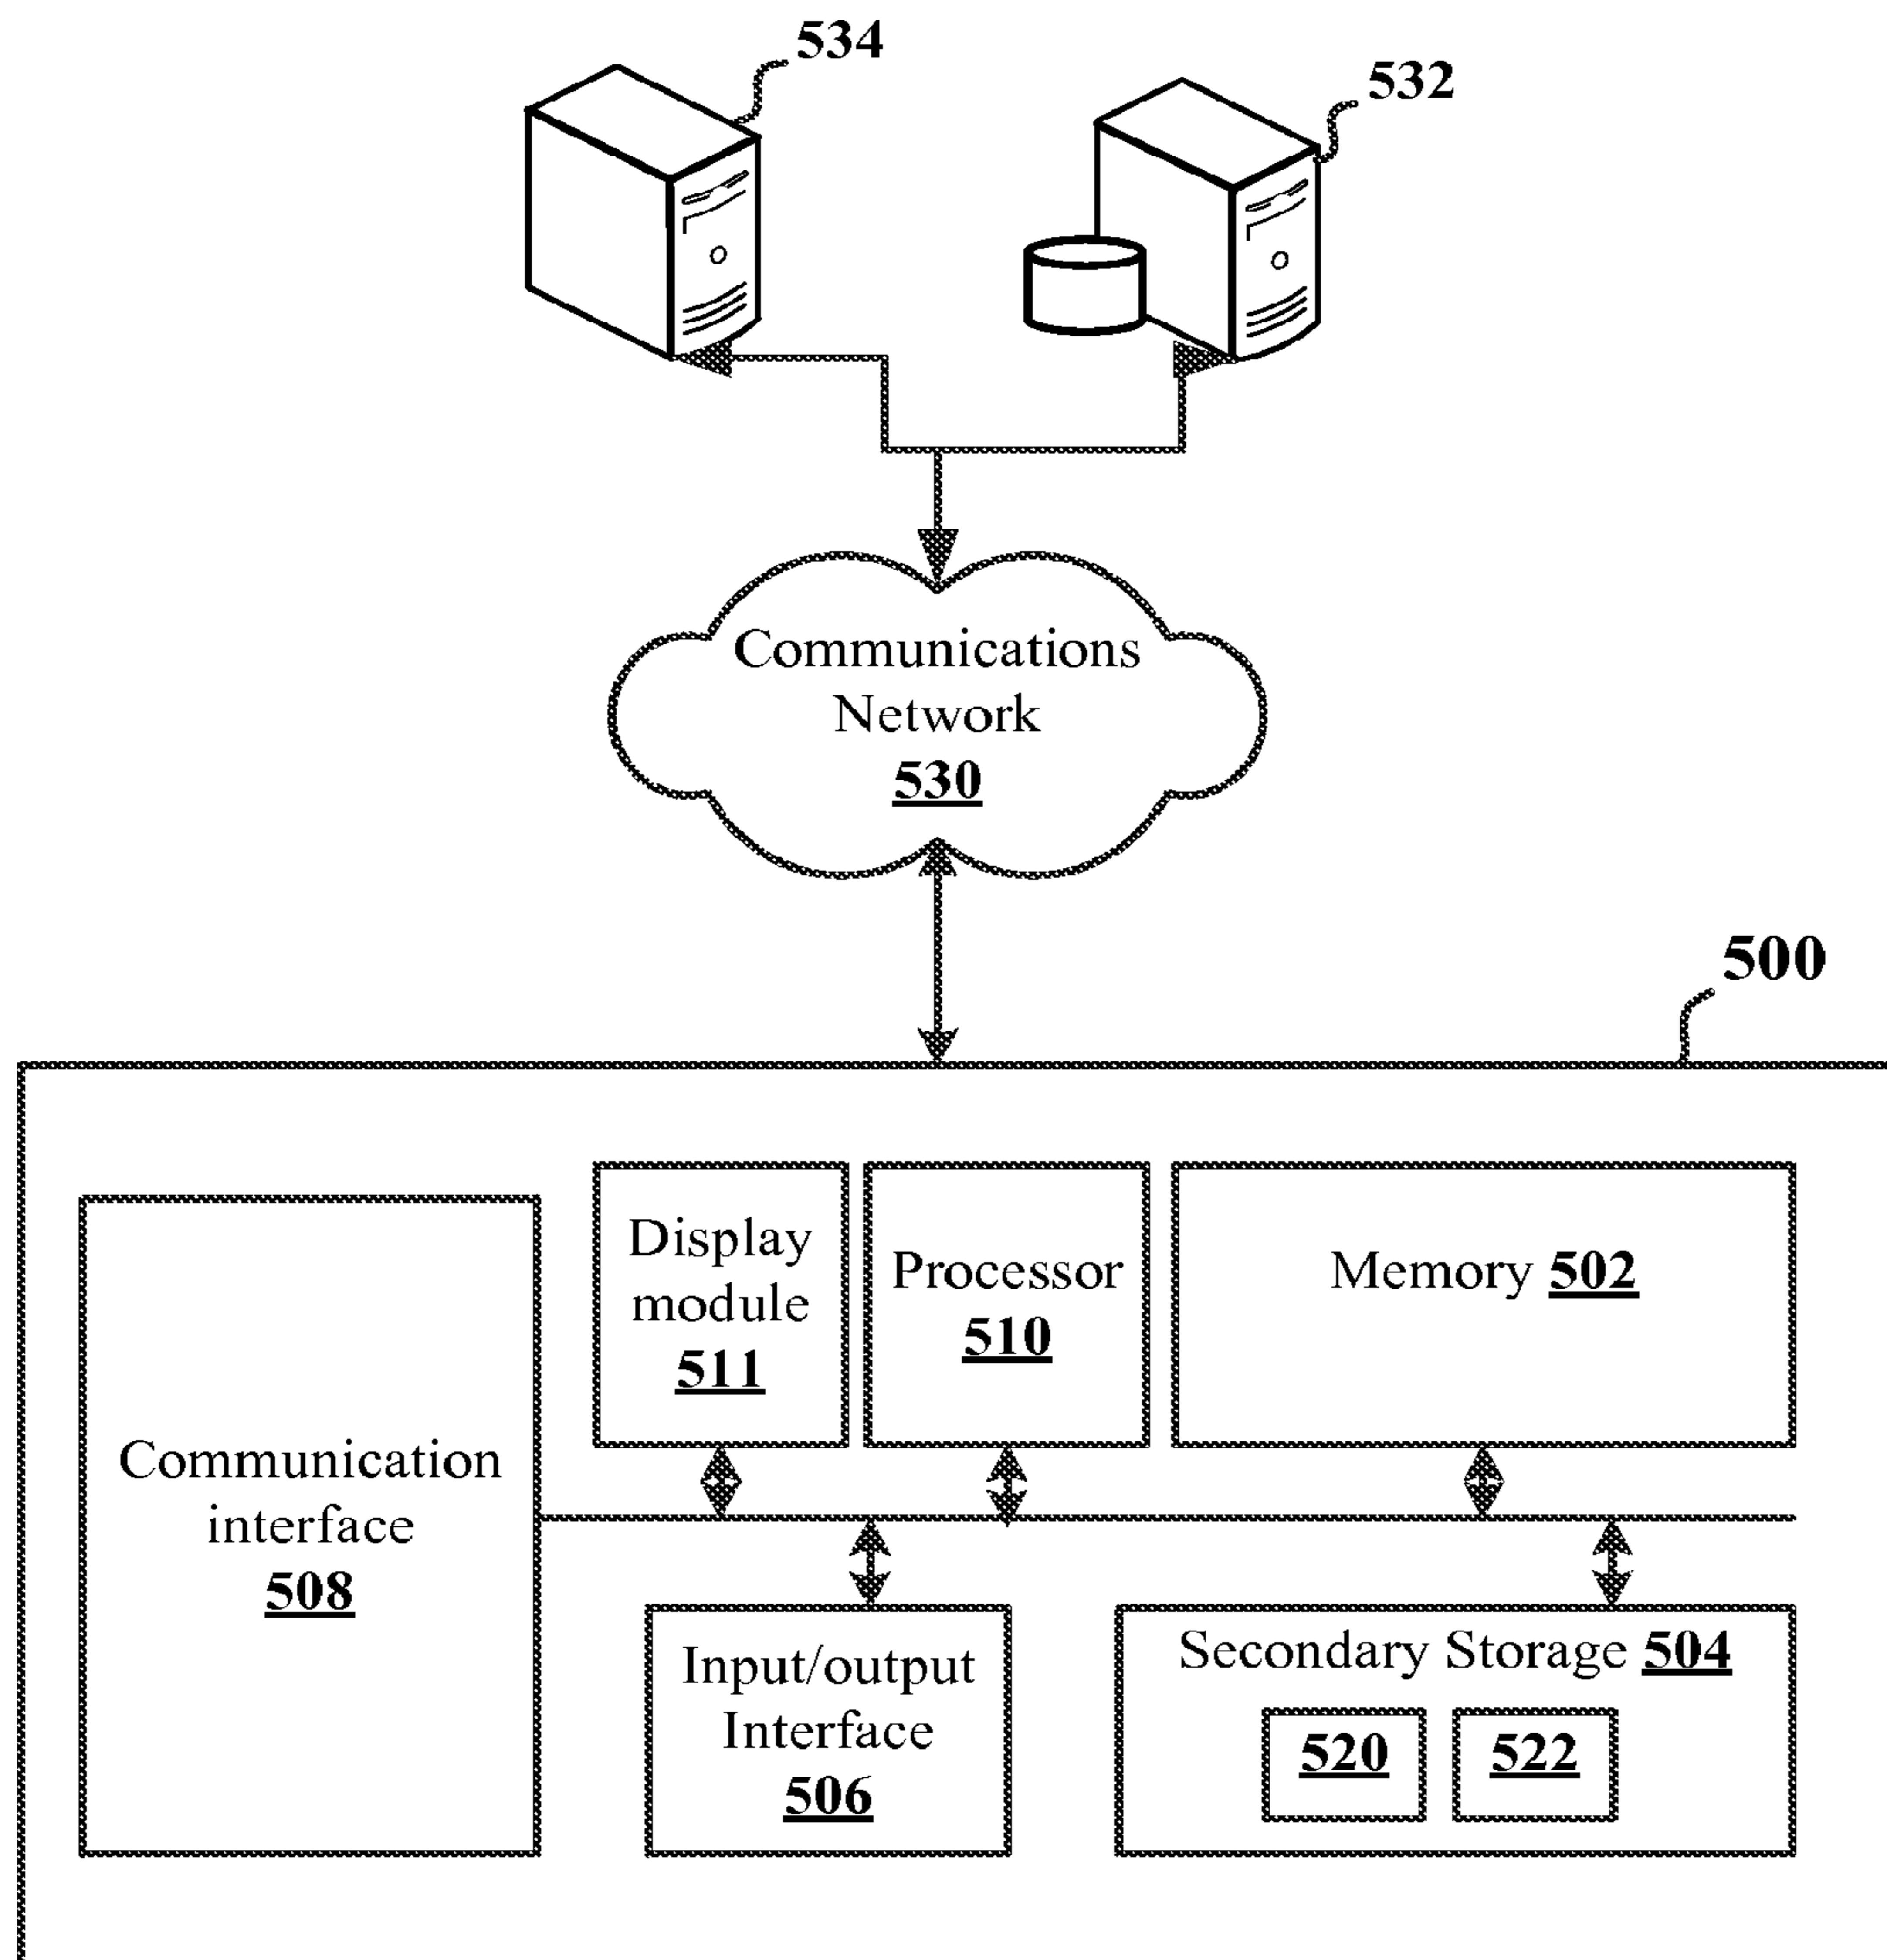 534
532
Communications
Network
530
500
Display
module
511
Processor
510
Memory 502
Communication
interface
508
Input/output
Interface
506
Secondary Storage 504
520
522